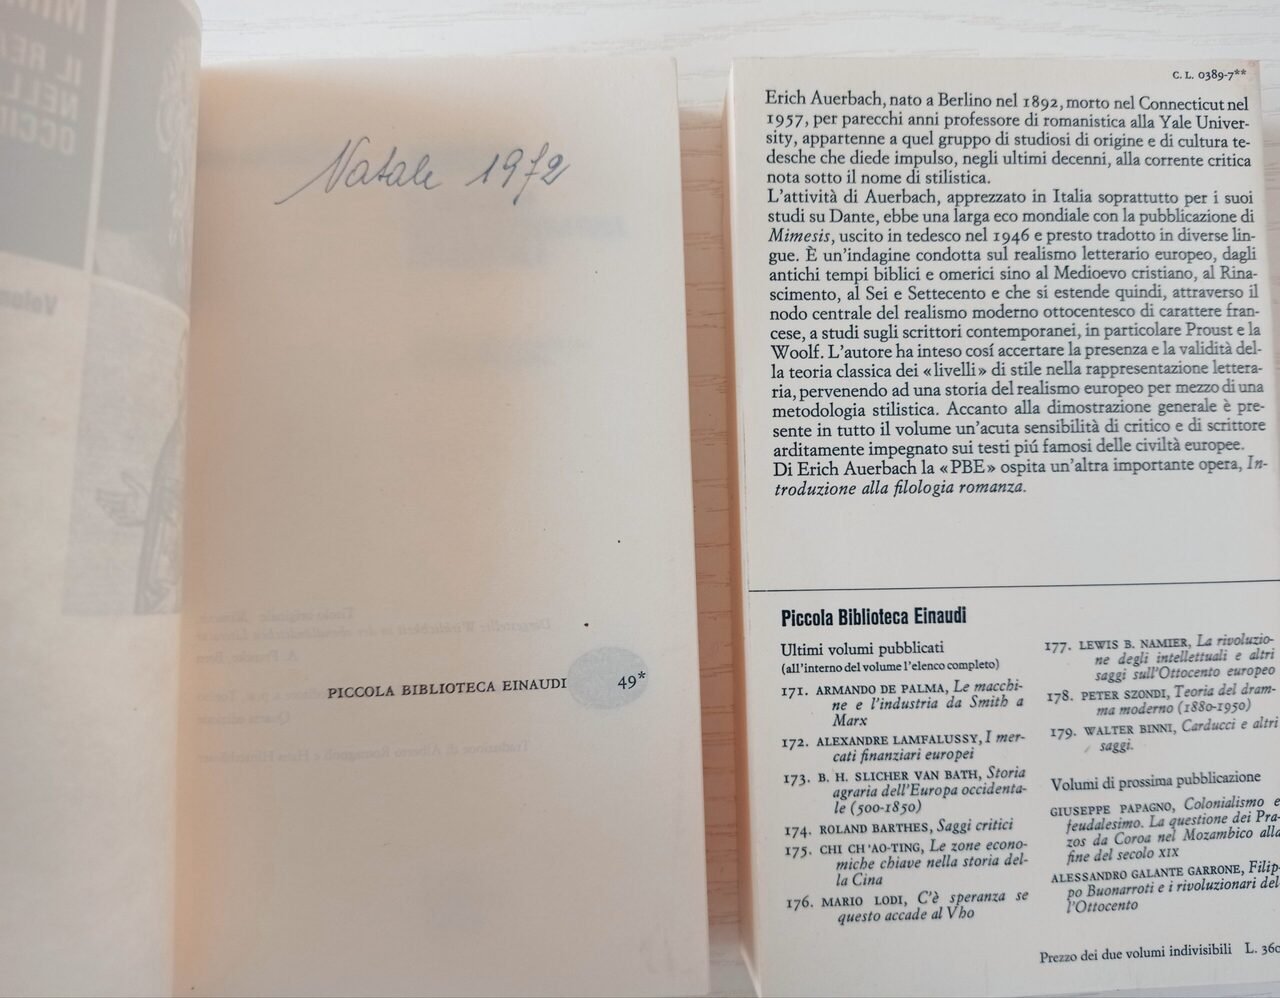 Natale 1972
PICCOLA BIBLIOTECA EINAUDI 49*
C. L. 0389-7**
Erich Auerbach, nato a Berlino nel 1892, morto nel Connecticut nel
1957, per parecchi anni professore di romanistica alla Yale Univer-
sity, appartenne a quel gruppo di studiosi di origine e di cultura te-
desche che diede impulso, negli ultimi decenni, alla corrente critica
nota sotto il nome di stilistica.
L'attività di Auerbach, apprezzato in Italia soprattutto per i suoi
studi su Dante, ebbe una larga eco mondiale con la pubblicazione di
Mimesis, uscito in tedesco nel 1946 e presto tradotto in diverse lin-
gue. È un'indagine condotta sul realismo letterario europeo, dagli
antichi tempi biblici e omerici sino al Medioevo cristiano, al Rina-
scimento, al Sei e Settecento e che si estende quindi, attraverso il
nodo centrale del realismo moderno ottocentesco di carattere fran-
cese, a studi sugli scrittori contemporanei, in particolare Proust e la
Woolf. L'autore ha inteso cosí accertare la presenza e la validità del-
la teoria classica dei «livelli» di stile nella rappresentazione lettera-
ria, pervenendo ad una storia del realismo europeo per mezzo di una
metodologia stilistica. Accanto alla dimostrazione generale è pre-
sente in tutto il volume un'acuta sensibilità di critico e di scrittore
arditamente impegnato sui testi piú famosi delle civiltà europee.
Di Erich Auerbach la «PBE» ospita un'altra importante opera, In-
troduzione alla filologia romanza.
Piccola Biblioteca Einaudi
Ultimi volumi pubblicati
(all'interno del volume l'elenco completo)
171. ARMANDO DE PALMA, Le macchi-
ne e l'industria da Smith a
Marx
172. ALEXANDRE LAMFALUSSY, I mer-
cati finanziari europei
173. B. H. SLICHER VAN BATH, Storia
agraria dell'Europa occidenta-
le (500-1850)
174. ROLAND BARTHES, Saggi critici
175. CHI CH'AO-TING, Le zone econo-
miche chiave nella storia del-
la Cina
176. MARIO LODI, C'è speranza se
questo accade al Vho
177. LEWIS B. NAMIER, La rivoluzio-
ne degli intellettuali e altri
saggi sull'Ottocento europeo
178. PETER SZONDI, Teoria del dram-
ma moderno (1880-1950)
179. WALTER BINNI, Carducci e altri
saggi.
Volumi di prossima pubblicazione
GIUSEPPE PAPAGNO, Colonialismo e
feudalesimo. La questione dei Pra-
zos da Coroa nel Mozambico alla
fine del secolo XIX
ALESSANDRO GALANTE GARRONE, Filip-
po Buonarroti e i rivoluzionari del-
l'Ottocento
Prezzo dei due volumi indivisibili L. 360